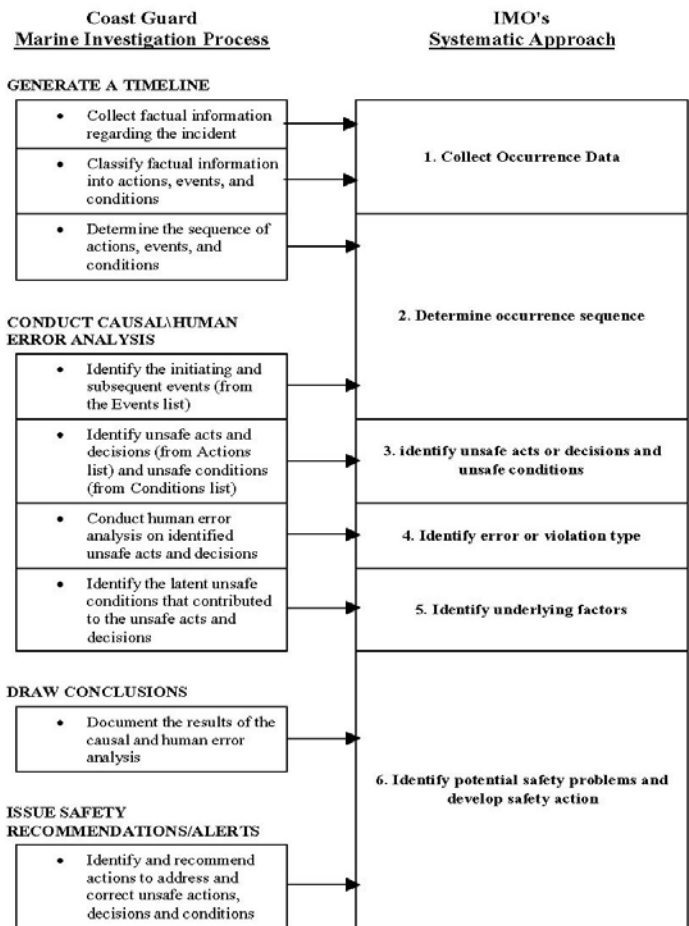 Coast Guard
Marine Investigation Process
IMO's
Systematic Approach
GENERATE A TIMELINE
• Collect factual information
regarding the incident
• Classify factual information
into actions, events, and
conditions
• Determine the sequence of
actions, events, and
conditions
1. Collect Occurrence Data
2. Determine occurrence sequence
CONDUCT CAUSAL\HUMAN
ERROR ANALYSIS
• Identify the initiating and
subsequent events (from
the Events list)
• Identify unsafe acts and
decisions (from Actions
list) and unsafe conditions
(from Conditions list)
• Conduct human error
analysis on identified
unsafe acts and decisions
• Identify the latent unsafe
conditions that contributed
to the unsafe acts and
decisions
3. identify unsafe acts or decisions and
unsafe conditions
4. Identify error or violation type
5. Identify underlying factors
DRAW CONCLUSIONS
• Document the results of the
causal and human error
analysis
6. Identify potential safety problems and
develop safety action
ISSUE SAFETY
RECOMMENDATIONS/ALERTS
• Identify and recommend
actions to address and
correct unsafe actions,
decisions and conditions